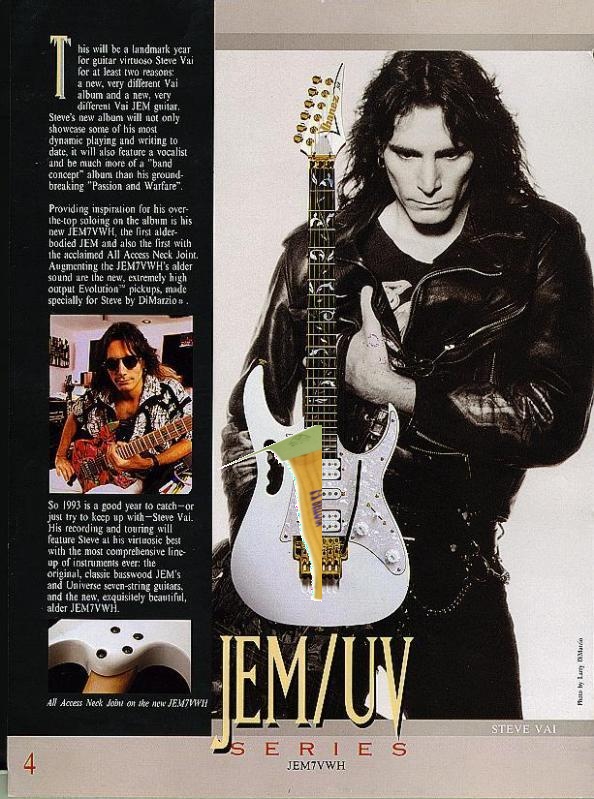 This will be a landmark year
for guitar virtuoso Steve Vai
for at least two reasons:
a new, very different Vai
album and a new, very
different Vai JEM guitar.
Steve's new album will not only
showcase some of his most
dynamic playing and writing to
date, it will also feature a vocalist
and be much more of a "band
concept" album than his ground-
breaking "Passion and Warfare".
Providing inspiration for his over-
the-top soloing on the album is his
new JEM7VWH, the first alder-
bodied JEM and also the first with
the acclaimed All Access Neck Joint.
Augmenting the JEM7VWH's alder
sound are the new, extremely high
output Evolution™ pickups, made
specially for Steve by DiMarzio®.
So 1993 is a good year to catch—or
just try to keep up with—Steve Vai.
His recording and touring will
feature Steve at his virtuosic best
with the most comprehensive line-
up of instruments ever: the
original, classic basswood JEM's
and Universe seven-string guitars,
and the new, exquisitely beautiful,
alder JEM7VWH.
All Access Neck Joint on the new JEM7VWH
4
Ibanez
JEM/UV
SERIES
JEM7VWH
STEVE VAI
Photo by Larry DiMarzio